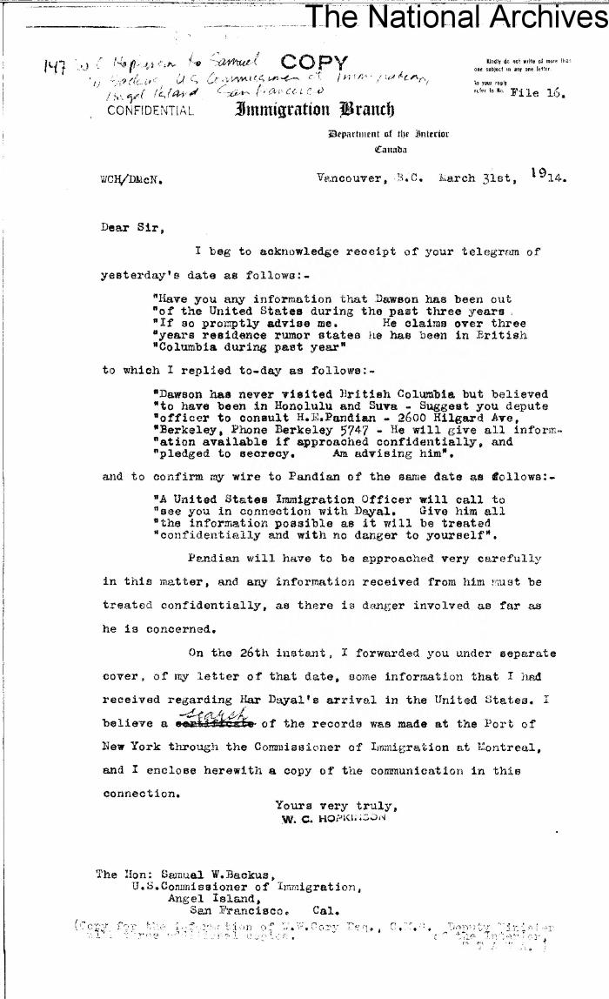 The National Archives
147 W C Hopkinson to Samuel
W Backus, US Commissioner of Immigration,
Angel Island San Francisco
COPY
Kindly do not write of more than
one subject in any one letter.
In your reply
refer to No. File 16.
CONFIDENTIAL
Immigration Branch
Department of the Interior
Canada
WCH/DMcN.
Vancouver, B.C. March 31st, 1914.
Dear Sir,
I beg to acknowledge receipt of your telegram of
yesterday's date as follows:-
"Have you any information that Dawson has been out
"of the United States during the past three years .
"If so promptly advise me. He claims over three
"years residence rumor states he has been in British
"Columbia during past year"
to which I replied to-day as follows:-
"Dawson has never visited British Columbia but believed
"to have been in Honolulu and Suva - Suggest you depute
"officer to consult H.E.Pandian - 2600 Hilgard Ave,
"Berkeley, Phone Berkeley 5747 - He will give all inform-
"ation available if approached confidentially, and
"pledged to secrecy. Am advising him".
and to confirm my wire to Pandian of the same date as follows:-
"A United States Immigration Officer will call to
"see you in connection with Dayal. Give him all
"the information possible as it will be treated
"confidentially and with no danger to yourself".
Pandian will have to be approached very carefully
in this matter, and any information received from him must be
treated confidentially, as there is danger involved as far as
he is concerned.
On the 26th instant, I forwarded you under separate
cover, of my letter of that date, some information that I had
received regarding Har Dayal's arrival in the United States. I
search
believe a certificate of the records was made at the Port of
New York through the Commissioner of Immigration at Montreal,
and I enclose herewith a copy of the communication in this
connection.
Yours very truly,
W. C. HOPKINSON
The Hon: Samuel W.Backus,
U.S.Commissioner of Immigration,
Angel Island,
San Francisco. Cal.
(Copy for the information of W.W.Cory Esq., C.M.G. Deputy Minister
with three additional copies. of the Interior,
O T T A W A. )